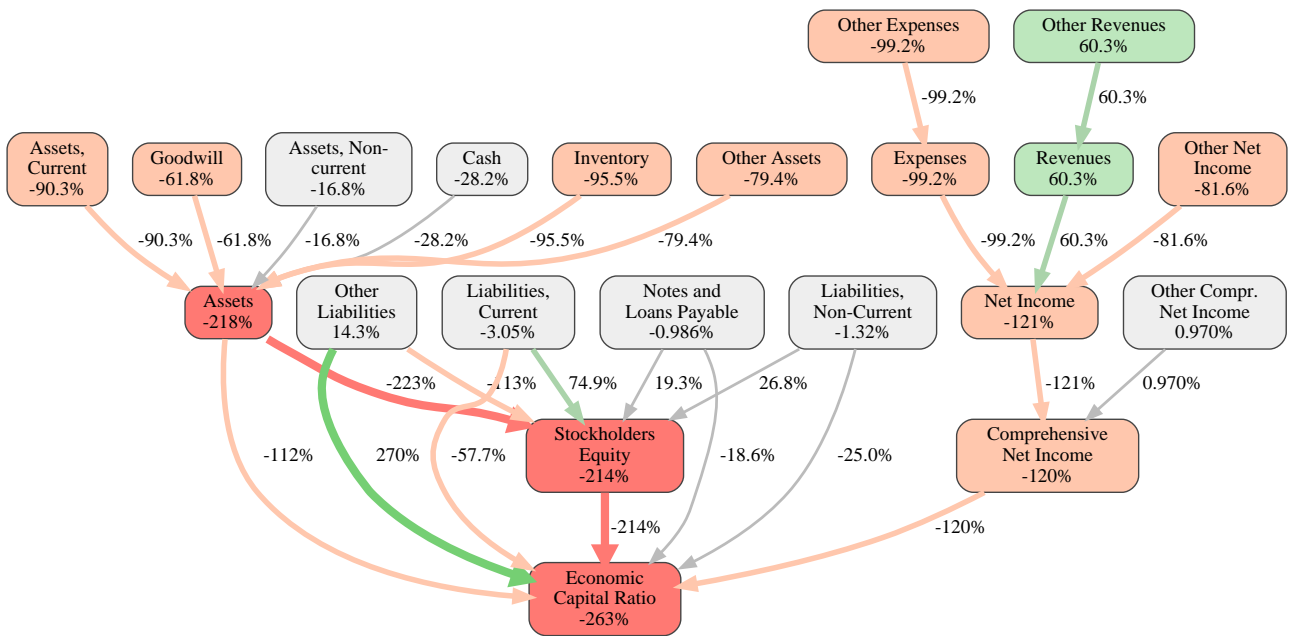 Other Expenses
-99.2%
Other Revenues
60.3%
-99.2%
60.3%
Assets,
Current
-90.3%
Goodwill
-61.8%
Assets, Non-
current
-16.8%
Cash
-28.2%
Inventory
-95.5%
Other Assets
-79.4%
Expenses
-99.2%
Revenues
60.3%
Other Net
Income
-81.6%
-90.3%
-61.8%
-16.8%
-28.2%
-95.5%
-79.4%
-99.2%
60.3%
-81.6%
Assets
-218%
Other
Liabilities
14.3%
Liabilities,
Current
-3.05%
Notes and
Loans Payable
-0.986%
Liabilities,
Non-Current
-1.32%
Net Income
-121%
Other Compr.
Net Income
0.970%
-223%
-113%
74.9%
19.3%
26.8%
-121%
0.970%
Stockholders
Equity
-214%
Comprehensive
Net Income
-120%
-112%
270%
-57.7%
-18.6%
-25.0%
-214%
-120%
Economic
Capital Ratio
-263%